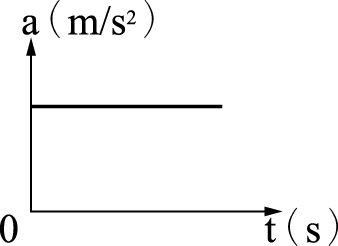 a（m/s²）
0
t（s）